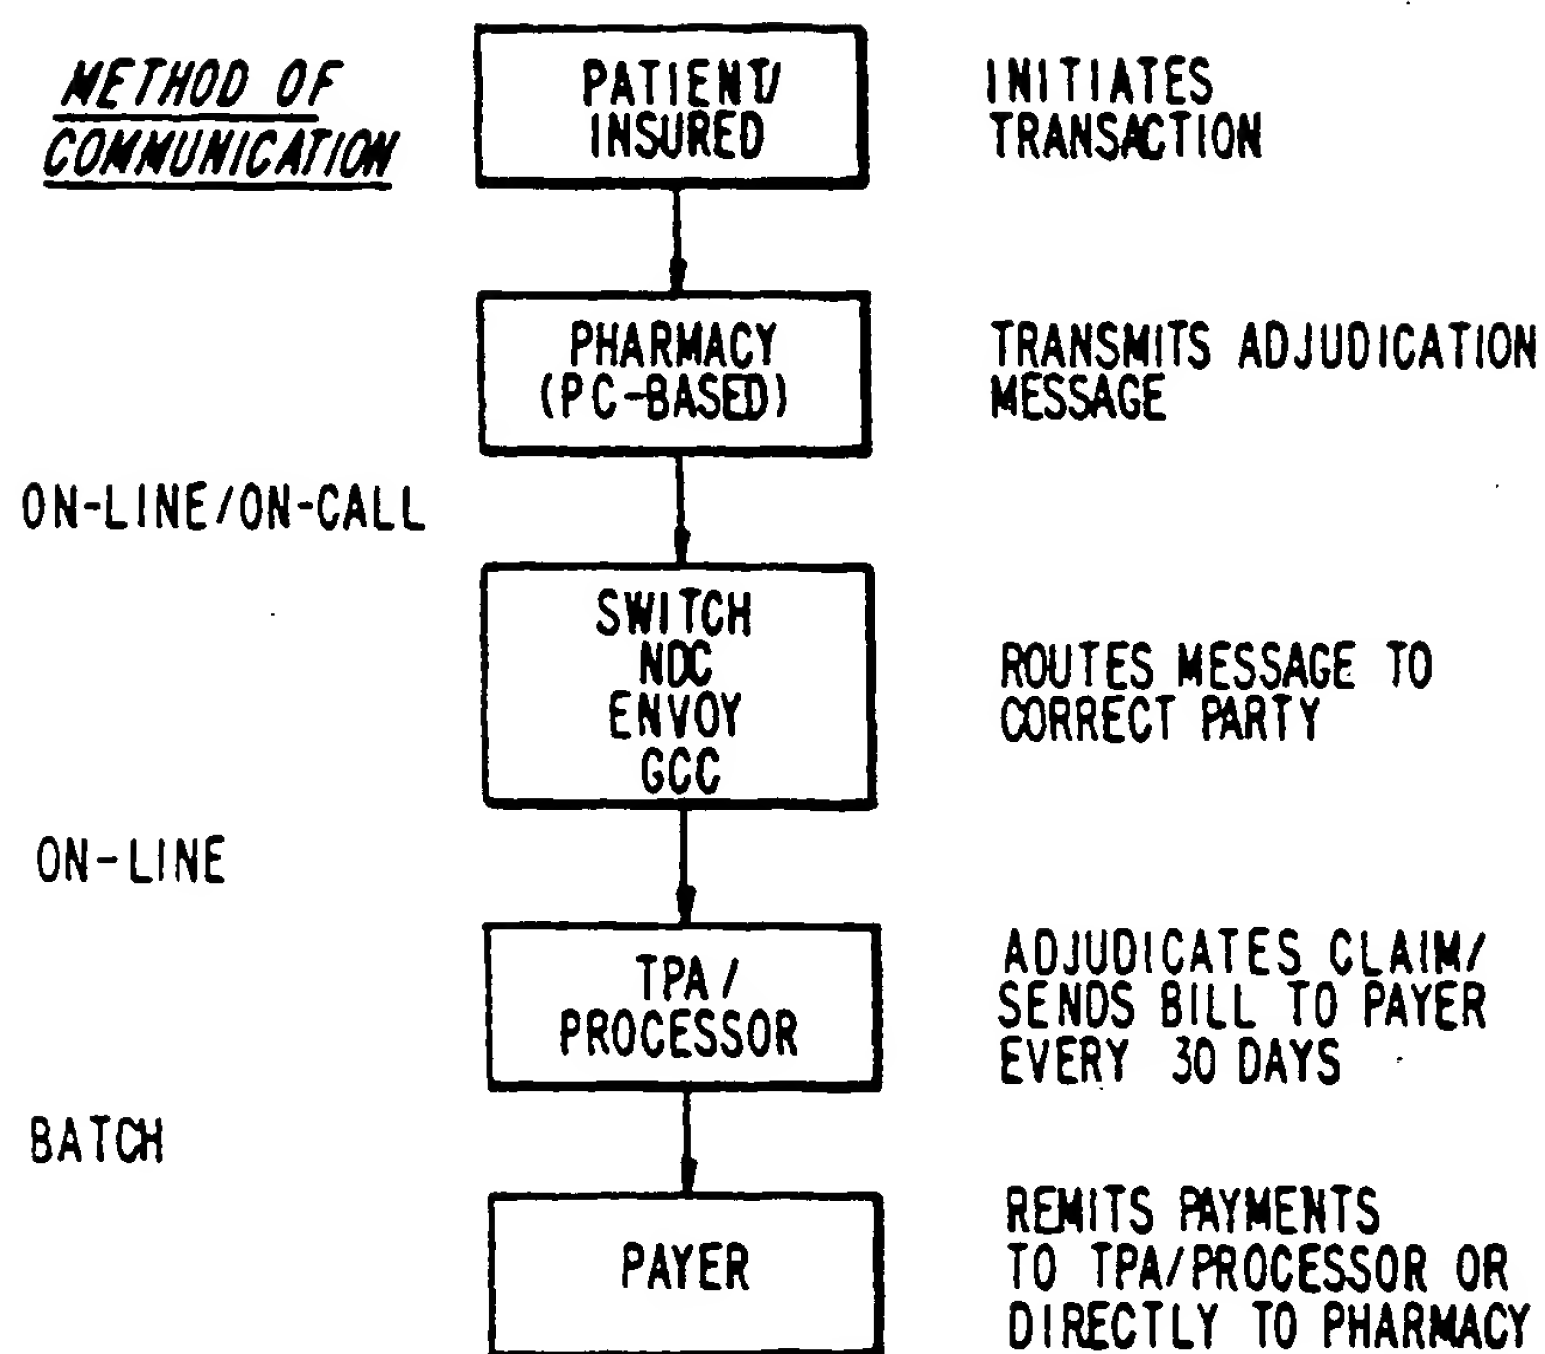 METHOD OF
COMMUNICATION
PATIENT/
INSURED
INITIATES
TRANSACTION
PHARMACY
(PC-BASED)
TRANSMITS ADJUDICATION
MESSAGE
ON-LINE/ON-CALL
SWITCH
NDC
ENVOY
GCC
ROUTES MESSAGE TO
CORRECT PARTY
ON-LINE
TPA/
PROCESSOR
ADJUDICATES CLAIM/
SENDS BILL TO PAYER
EVERY 30 DAYS
BATCH
PAYER
REMITS PAYMENTS
TO TPA/PROCESSOR OR
DIRECTLY TO PHARMACY